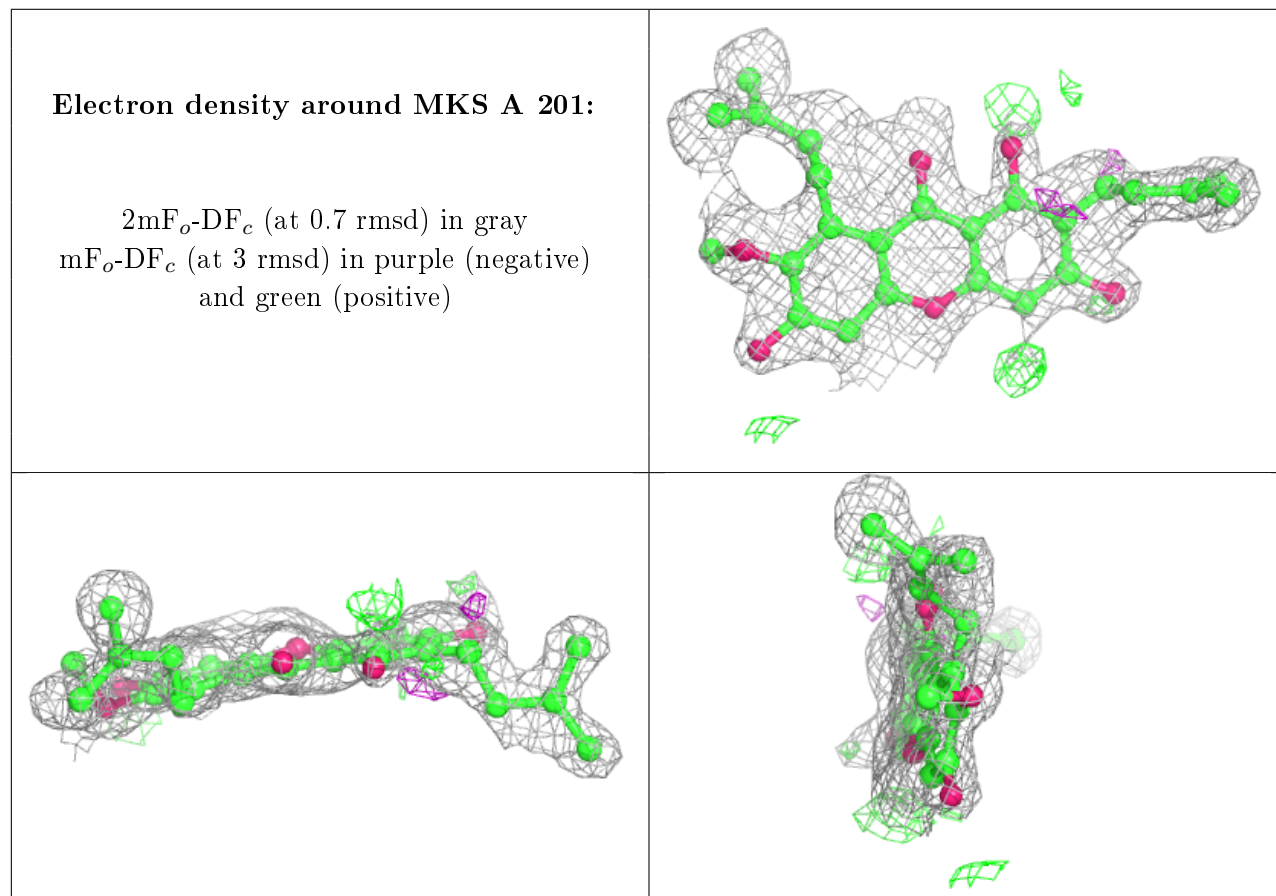 Electron density around MKS A 201:
2mFₒ-DF𝒸 (at 0.7 rmsd) in gray
mFₒ-DF𝒸 (at 3 rmsd) in purple (negative)
and green (positive)